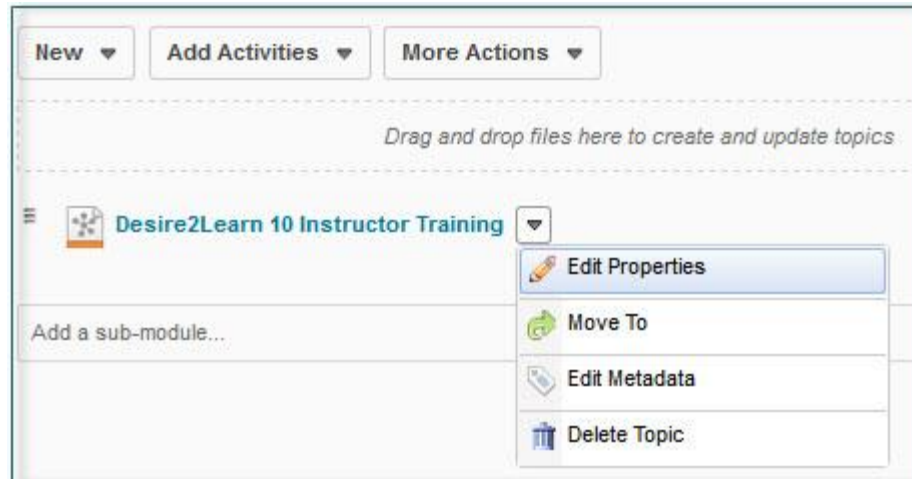 New Add Activities More Actions
Drag and drop files here to create and update topics
Desire2Learn 10 Instructor Training
Edit Properties
Move To
Add a sub-module...
Edit Metadata
Delete Topic